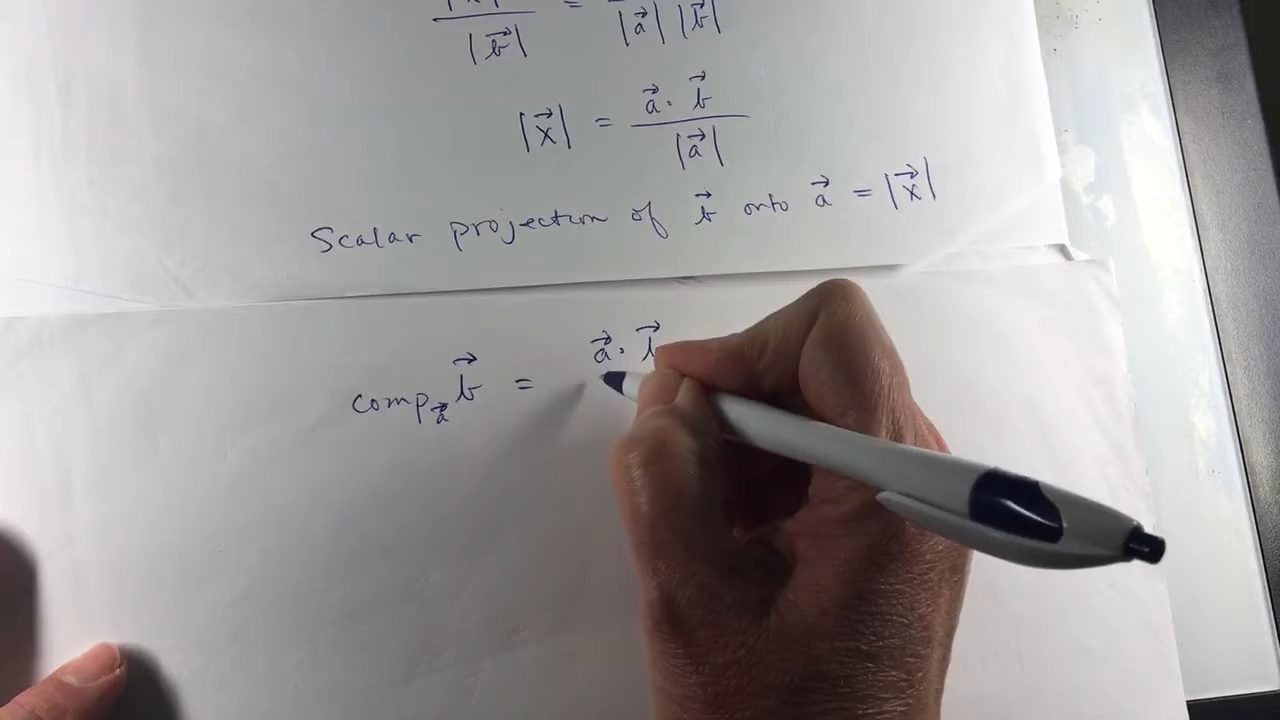 |b⃗| = |a⃗| |b⃗|
|x⃗| = a⃗ · b⃗ / |a⃗|
Scalar projection of b⃗ onto a⃗ = |x⃗|
comp_a⃗ b⃗ = a⃗ ·